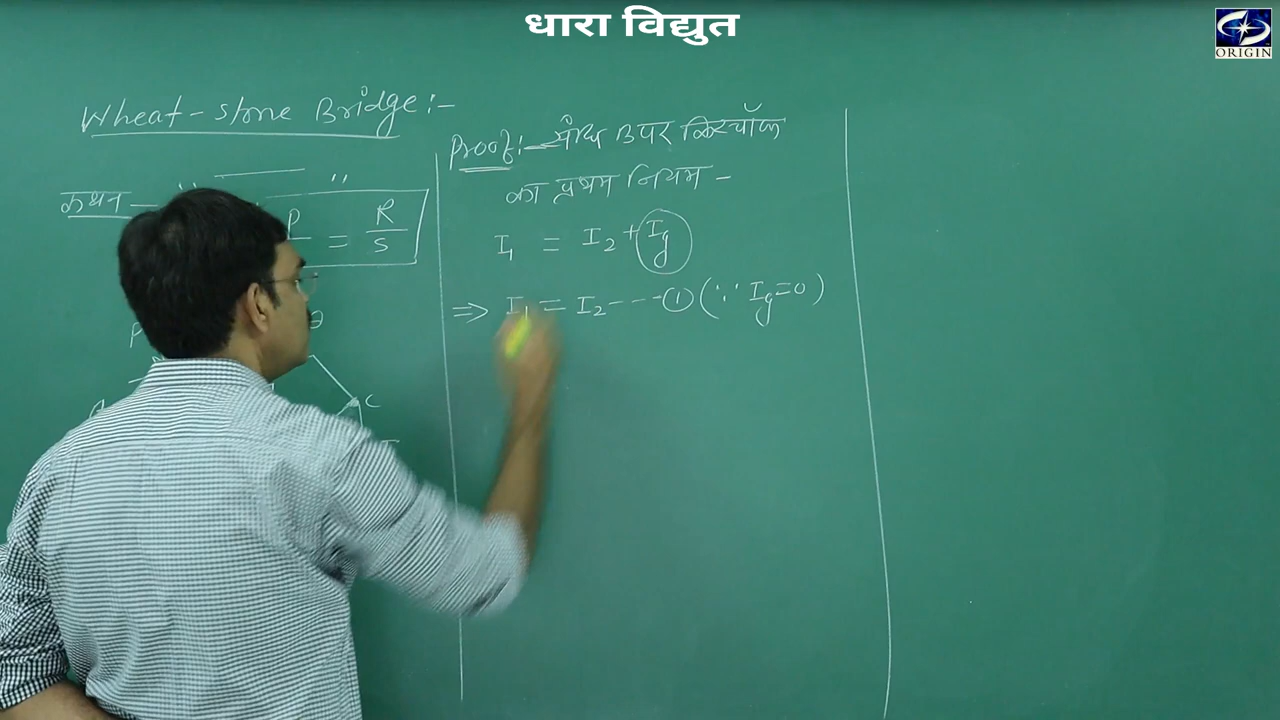 धारा विद्युत
ORIGIN
Wheat-stone Bridge:-
कथन— " "
P/ = R/S
P
C
Proof:— संधि B पर किरचॉफ
का प्रथम नियम -
I₁ = I₂ + Ig
⇒ I₁ = I₂ - - - ① (∵ Ig=0)